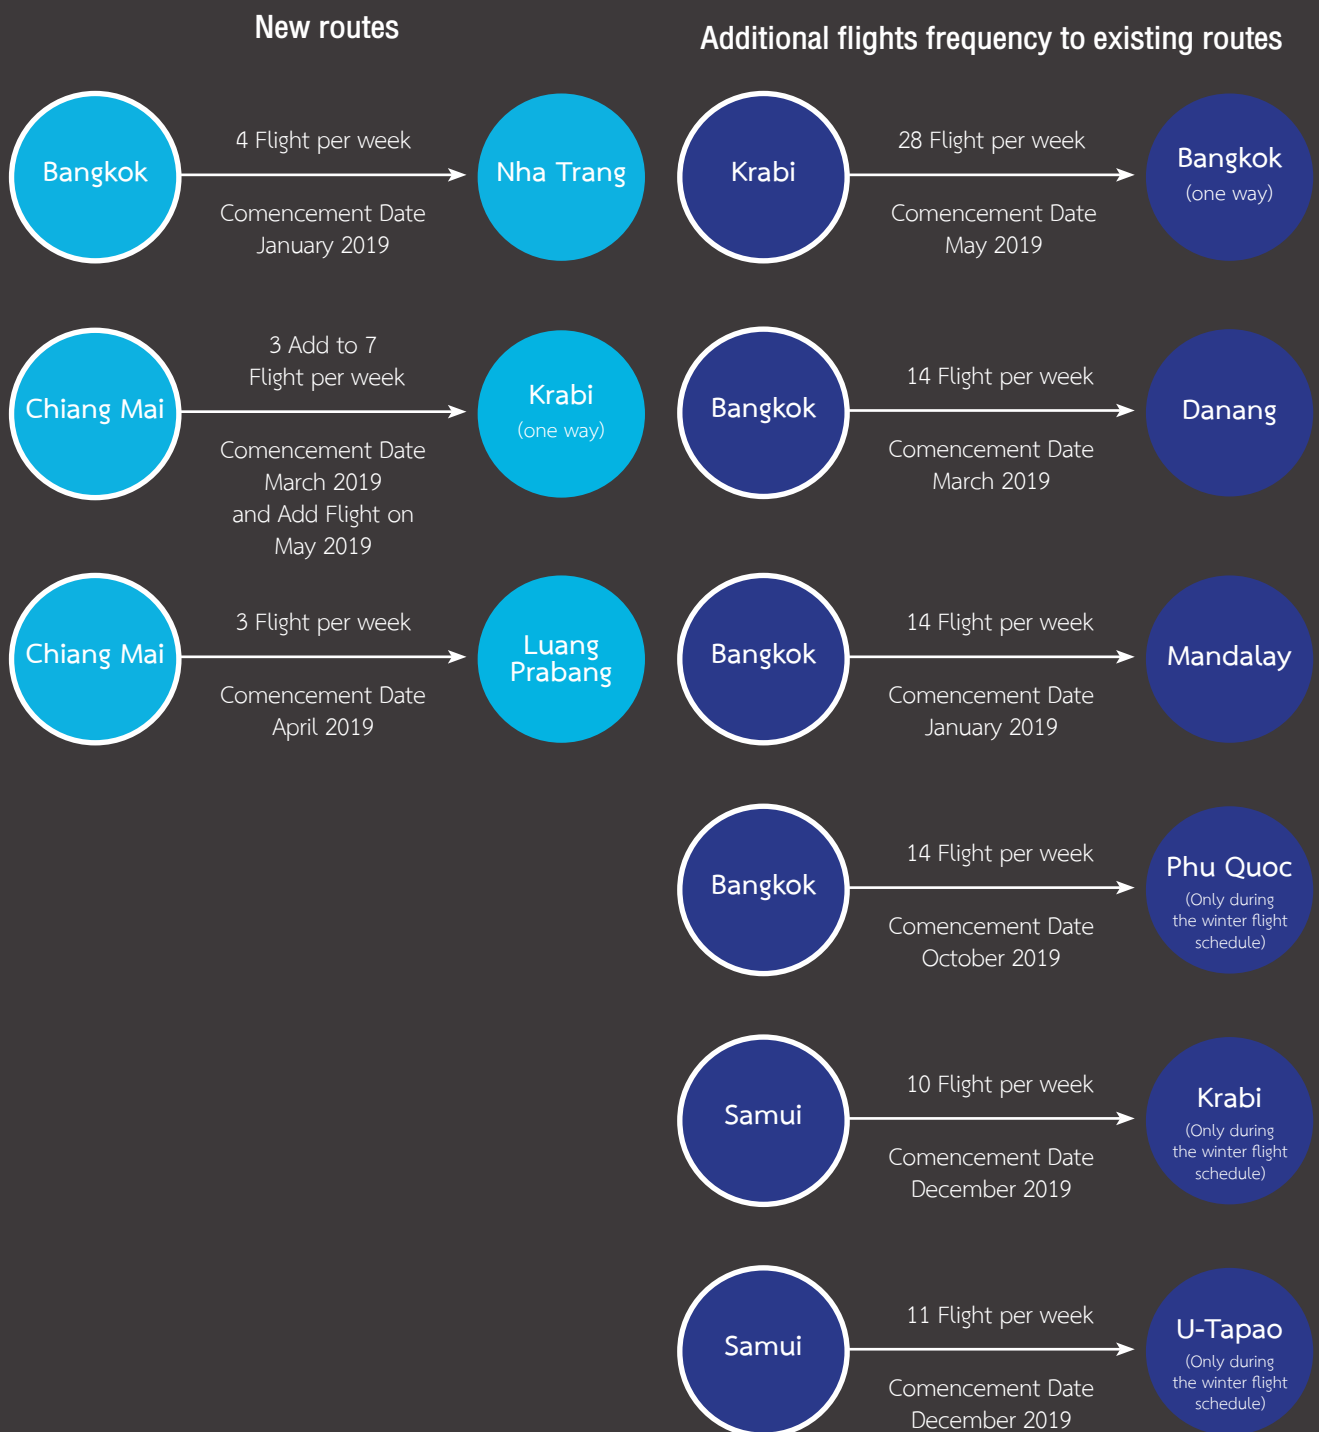 New routes
Bangkok
4 Flight per week
Comencement Date
January 2019
Nha Trang
Chiang Mai
3 Add to 7
Flight per week
Comencement Date
March 2019
and Add Flight on
May 2019
Krabi
(one way)
Chiang Mai
3 Flight per week
Comencement Date
April 2019
Luang
Prabang
Additional flights frequency to existing routes
Krabi
28 Flight per week
Comencement Date
May 2019
Bangkok
(one way)
Bangkok
14 Flight per week
Comencement Date
March 2019
Danang
Bangkok
14 Flight per week
Comencement Date
January 2019
Mandalay
Bangkok
14 Flight per week
Comencement Date
October 2019
Phu Quoc
(Only during
the winter flight
schedule)
Samui
10 Flight per week
Comencement Date
December 2019
Krabi
(Only during
the winter flight
schedule)
Samui
11 Flight per week
Comencement Date
December 2019
U-Tapao
(Only during
the winter flight
schedule)